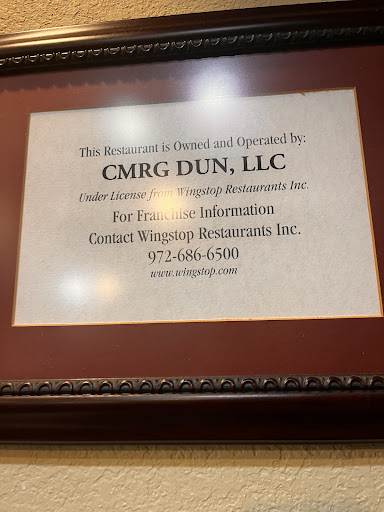 This Restaurant is Owned and Operated by:
CMRG DUN, LLC
Under License from Wingstop Restaurants Inc.
For Franchise Information
Contact Wingstop Restaurants Inc.
972-686-6500
www.wingstop.com